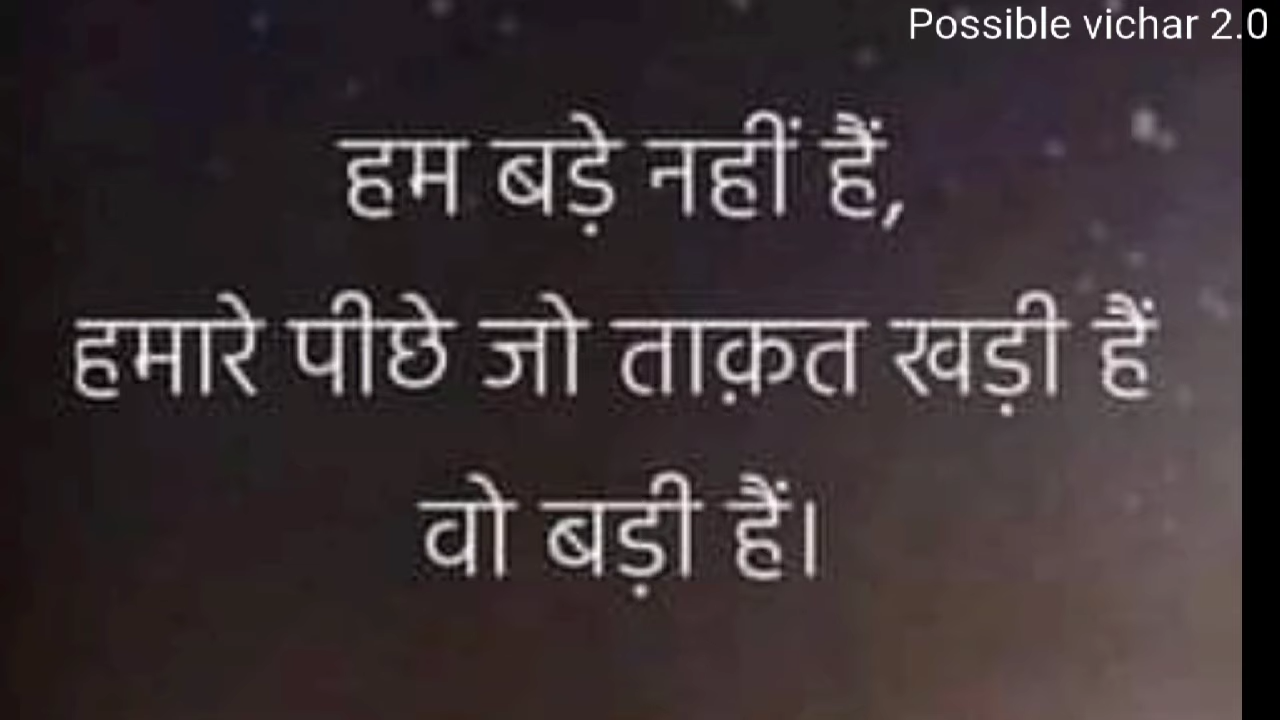 Possible vichar 2.0
हम बड़े नहीं हैं,
हमारे पीछे जो ताक़त खड़ी हैं
वो बड़ी हैं।